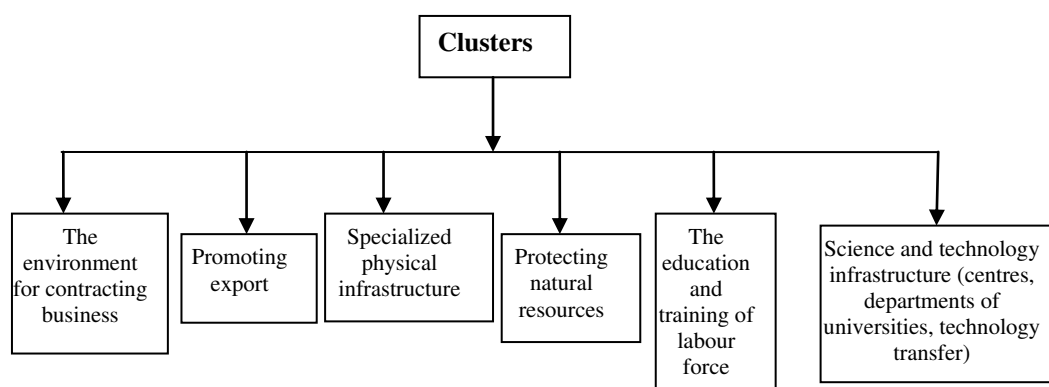 Clusters
The
environment
for contracting
business
Promoting
export
Specialized
physical
infrastructure
Protecting
natural
resources
The
education
and
training of
labour
force
Science and technology
infrastructure (centres,
departments of
universities, technology
transfer)